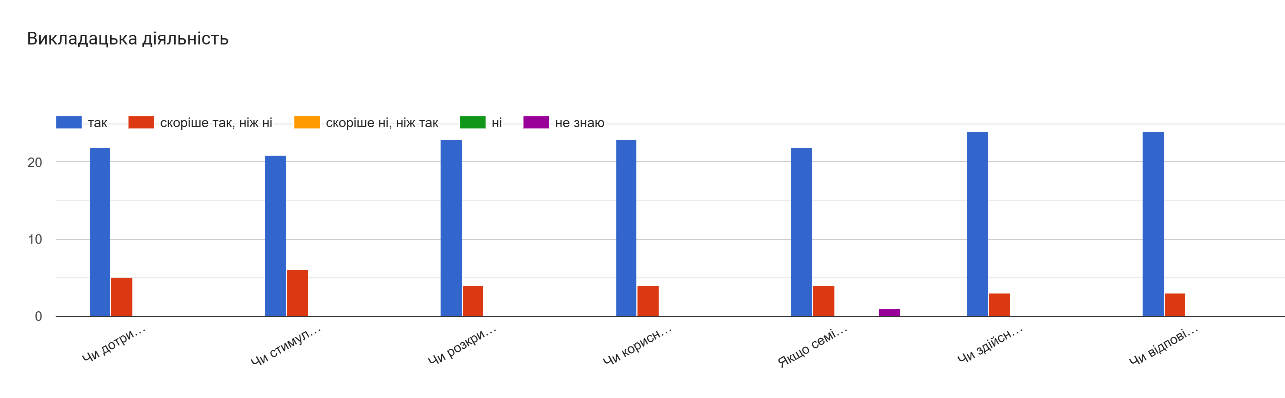 Викладацька діяльність
так скоріше так, ніж ні скоріше ні, ніж так ні не знаю
20
10
0
Чи дотри... Чи стимул... Чи розкри... Чи корисн... Якщо семі... Чи здійсн... Чи відпові...